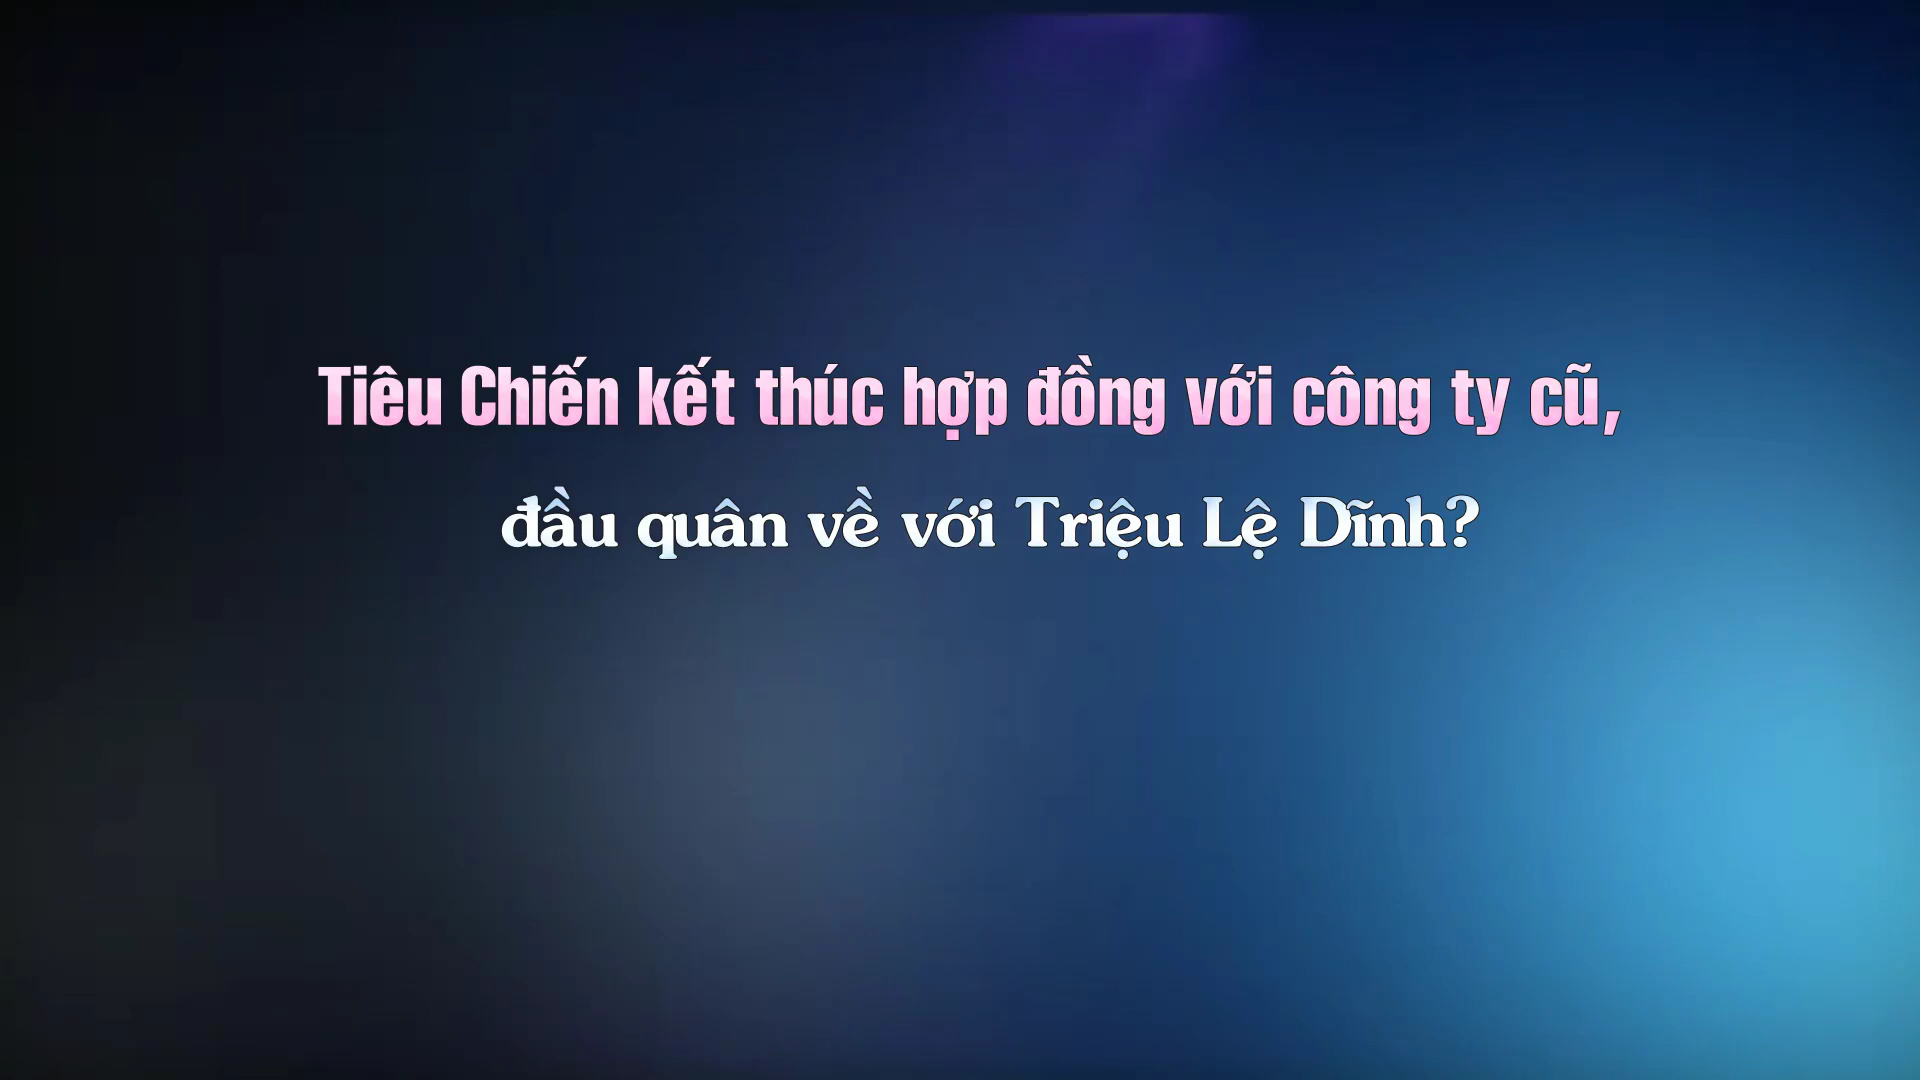 Tiêu Chiến kết thúc hợp đồng với công ty cũ,
đầu quân về với Triệu Lệ Dĩnh?